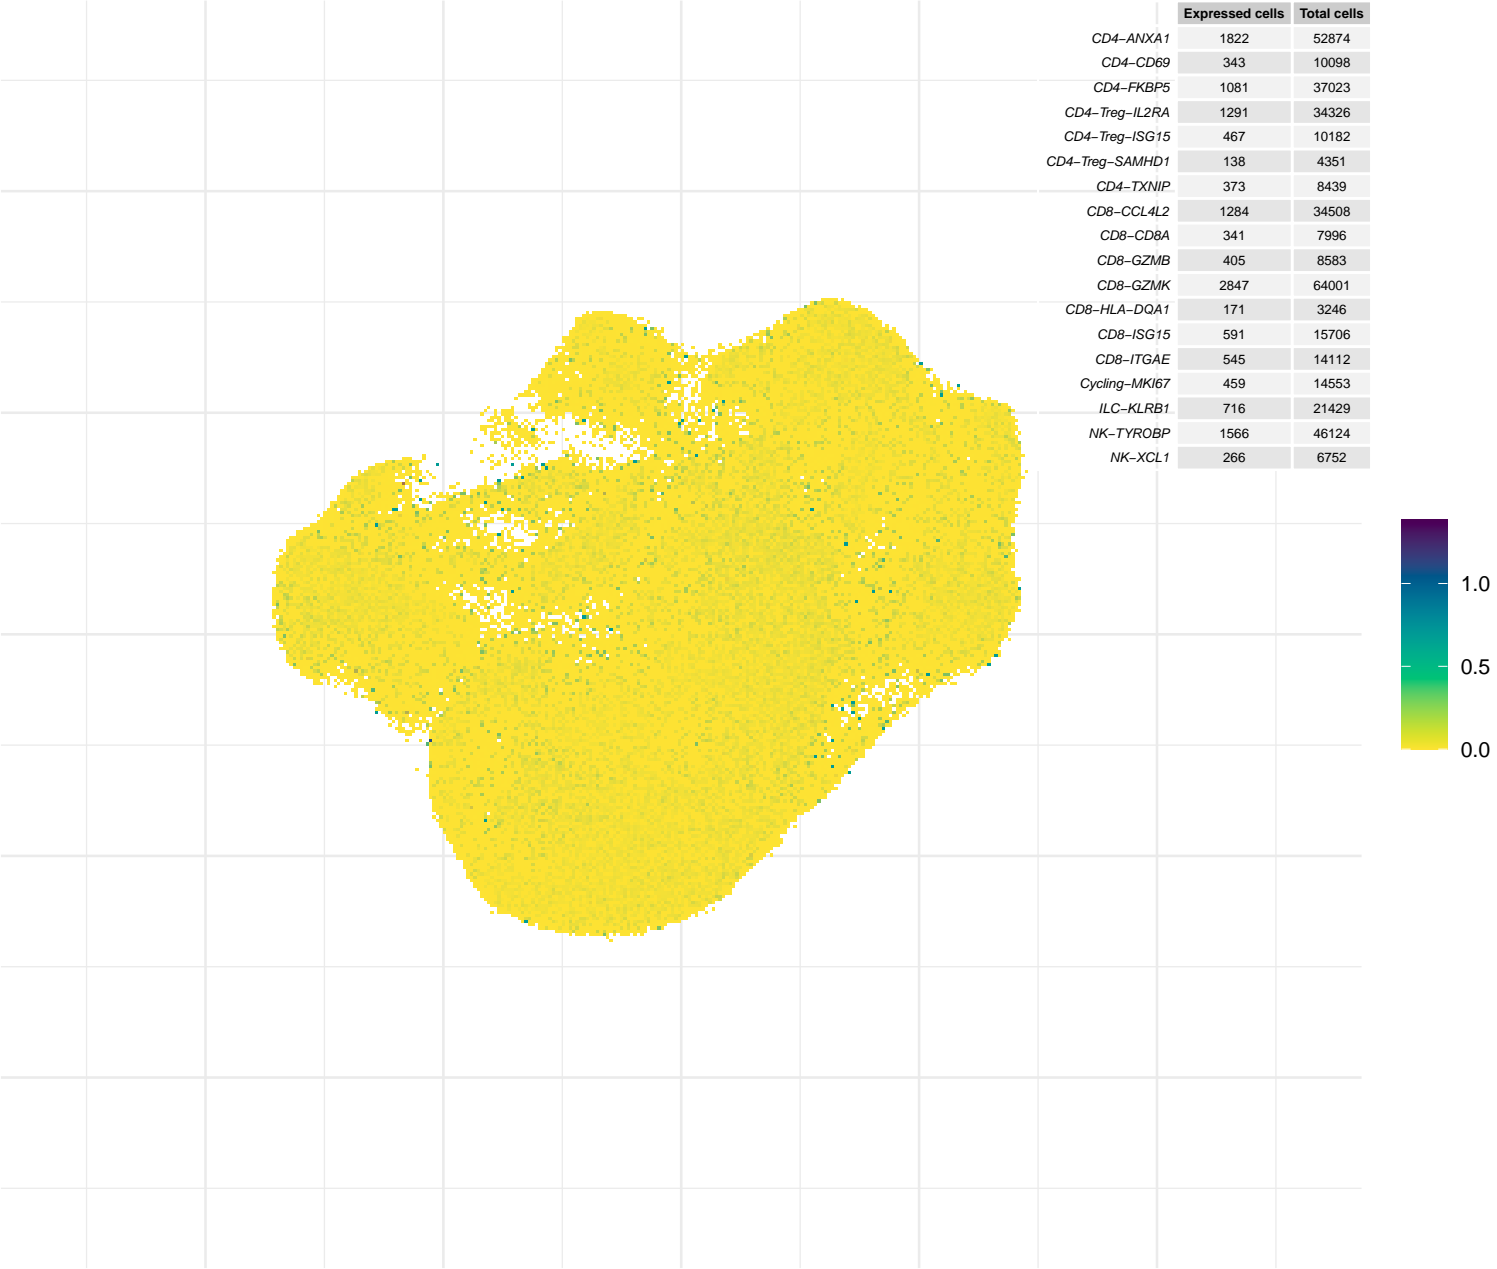 Expressed cells Total cells
CD4−ANXA1 1822 52874
CD4−CD69 343 10098
CD4−FKBP5 1081 37023
CD4−Treg−IL2RA 1291 34326
CD4−Treg−ISG15 467 10182
CD4−Treg−SAMHD1 138 4351
CD4−TXNIP 373 8439
CD8−CCL4L2 1284 34508
CD8−CD8A 341 7996
CD8−GZMB 405 8583
CD8−GZMK 2847 64001
CD8−HLA−DQA1 171 3246
CD8−ISG15 591 15706
CD8−ITGAE 545 14112
Cycling−MKI67 459 14553
ILC−KLRB1 716 21429
NK−TYROBP 1566 46124
NK−XCL1 266 6752
1.0
0.5
0.0